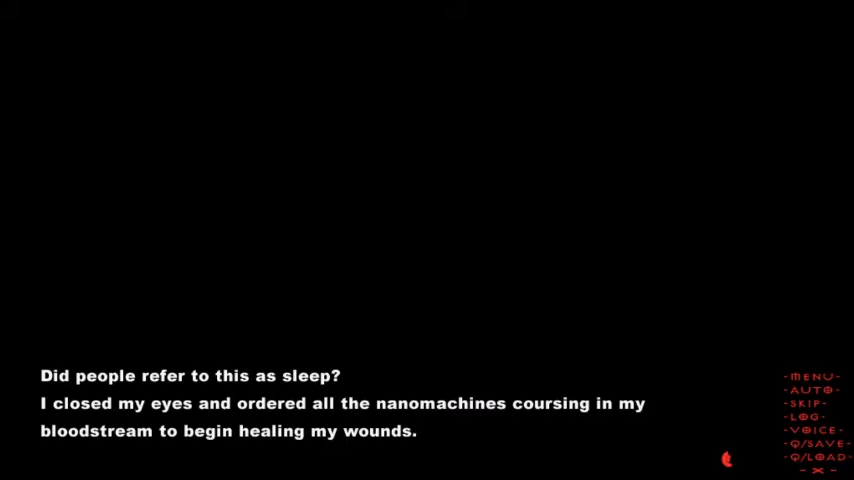 Did people refer to this as sleep?
I closed my eyes and ordered all the nanomachines coursing in my
bloodstream to begin healing my wounds.
-MENU-
-AUTO-
-SKIP-
-LOG-
-VOICE-
-Q/SAVE-
-Q/LOAD-
-×-